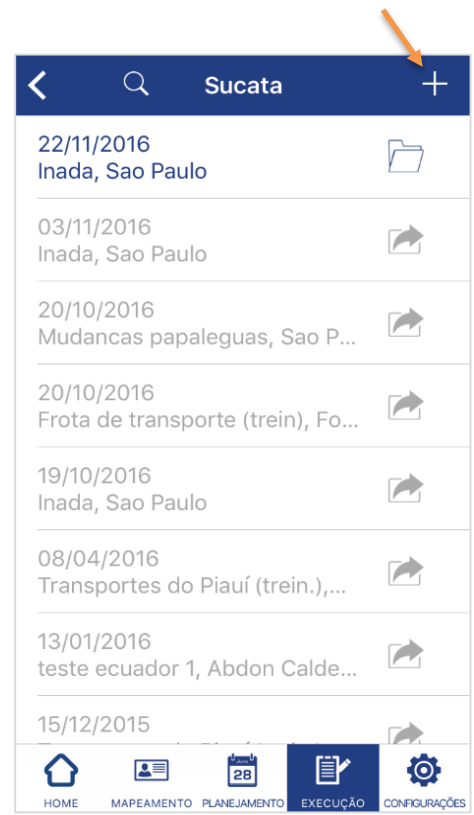 Sucata
22/11/2016
Inada, Sao Paulo
03/11/2016
Inada, Sao Paulo
20/10/2016
Mudancas papaleguas, Sao P...
20/10/2016
Frota de transporte (trein), Fo...
19/10/2016
Inada, Sao Paulo
08/04/2016
Transportes do Piauí (trein.),...
13/01/2016
teste ecuador 1, Abdon Calde...
15/12/2015
28
HOME
MAPEAMENTO
PLANEJAMENTO
EXECUÇÃO
CONFIGURAÇÕES